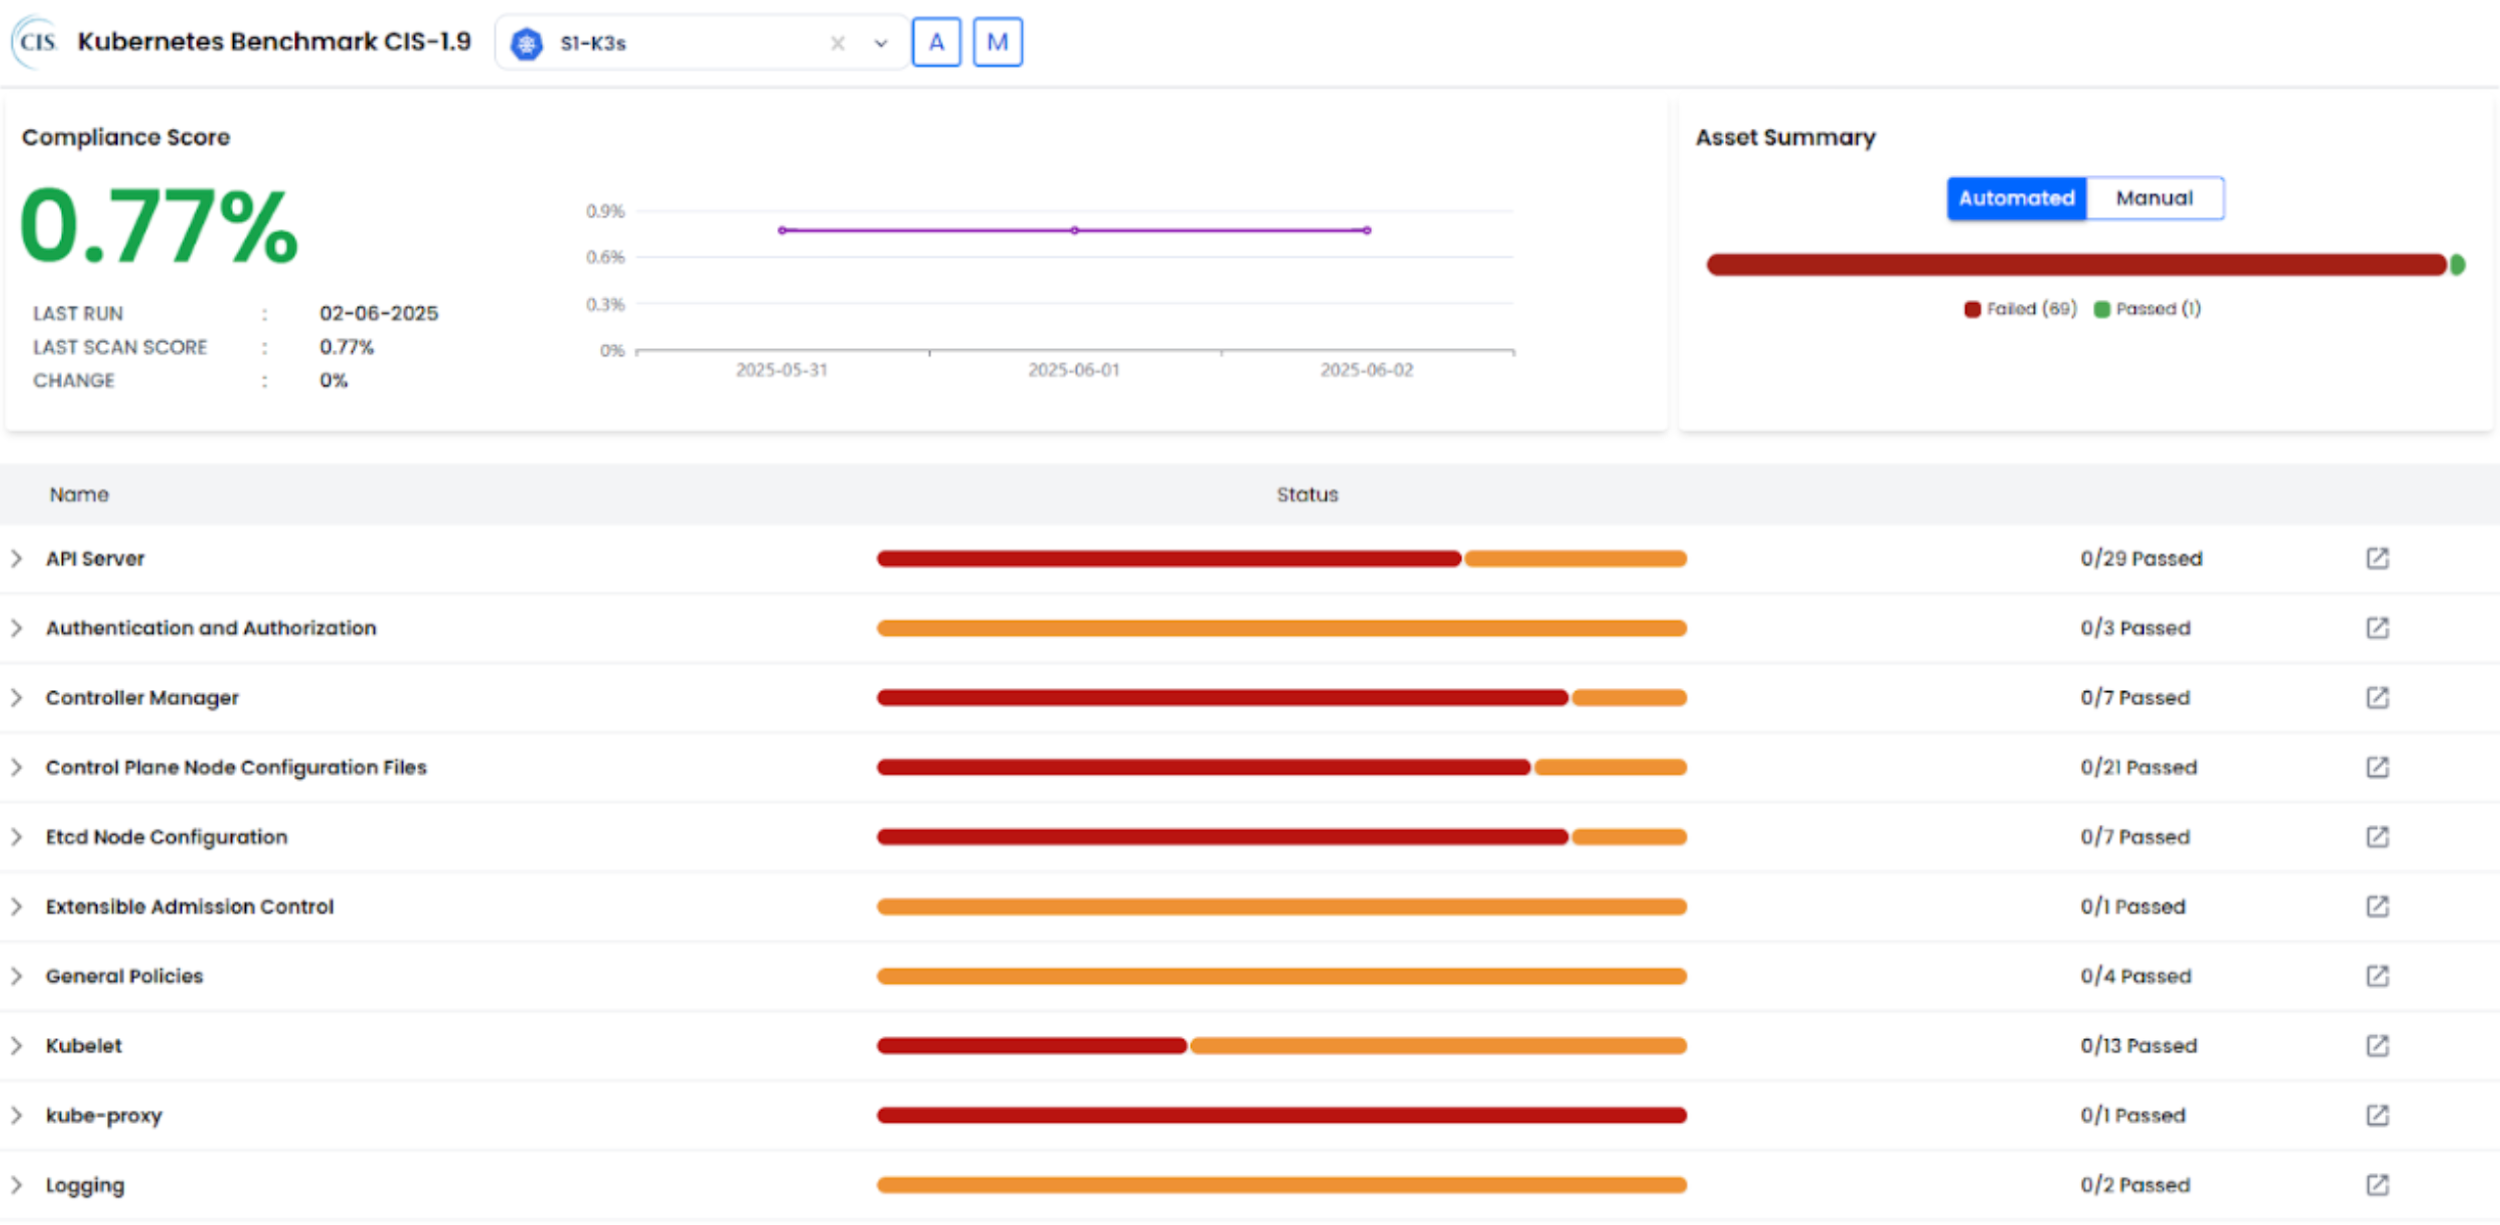 CIS. Kubernetes Benchmark CIS-1.9 S1-K3s A M
Compliance Score
0.77%
LAST RUN : 02-06-2025
LAST SCAN SCORE : 0.77%
CHANGE : 0%
0.9%
0.6%
0.3%
0%
2025-05-31 2025-06-01 2025-06-02
Asset Summary
Automated Manual
Failed (69) Passed (1)
Name Status
API Server 0/29 Passed
Authentication and Authorization 0/3 Passed
Controller Manager 0/7 Passed
Control Plane Node Configuration Files 0/21 Passed
Etcd Node Configuration 0/7 Passed
Extensible Admission Control 0/1 Passed
General Policies 0/4 Passed
Kubelet 0/13 Passed
kube-proxy 0/1 Passed
Logging 0/2 Passed